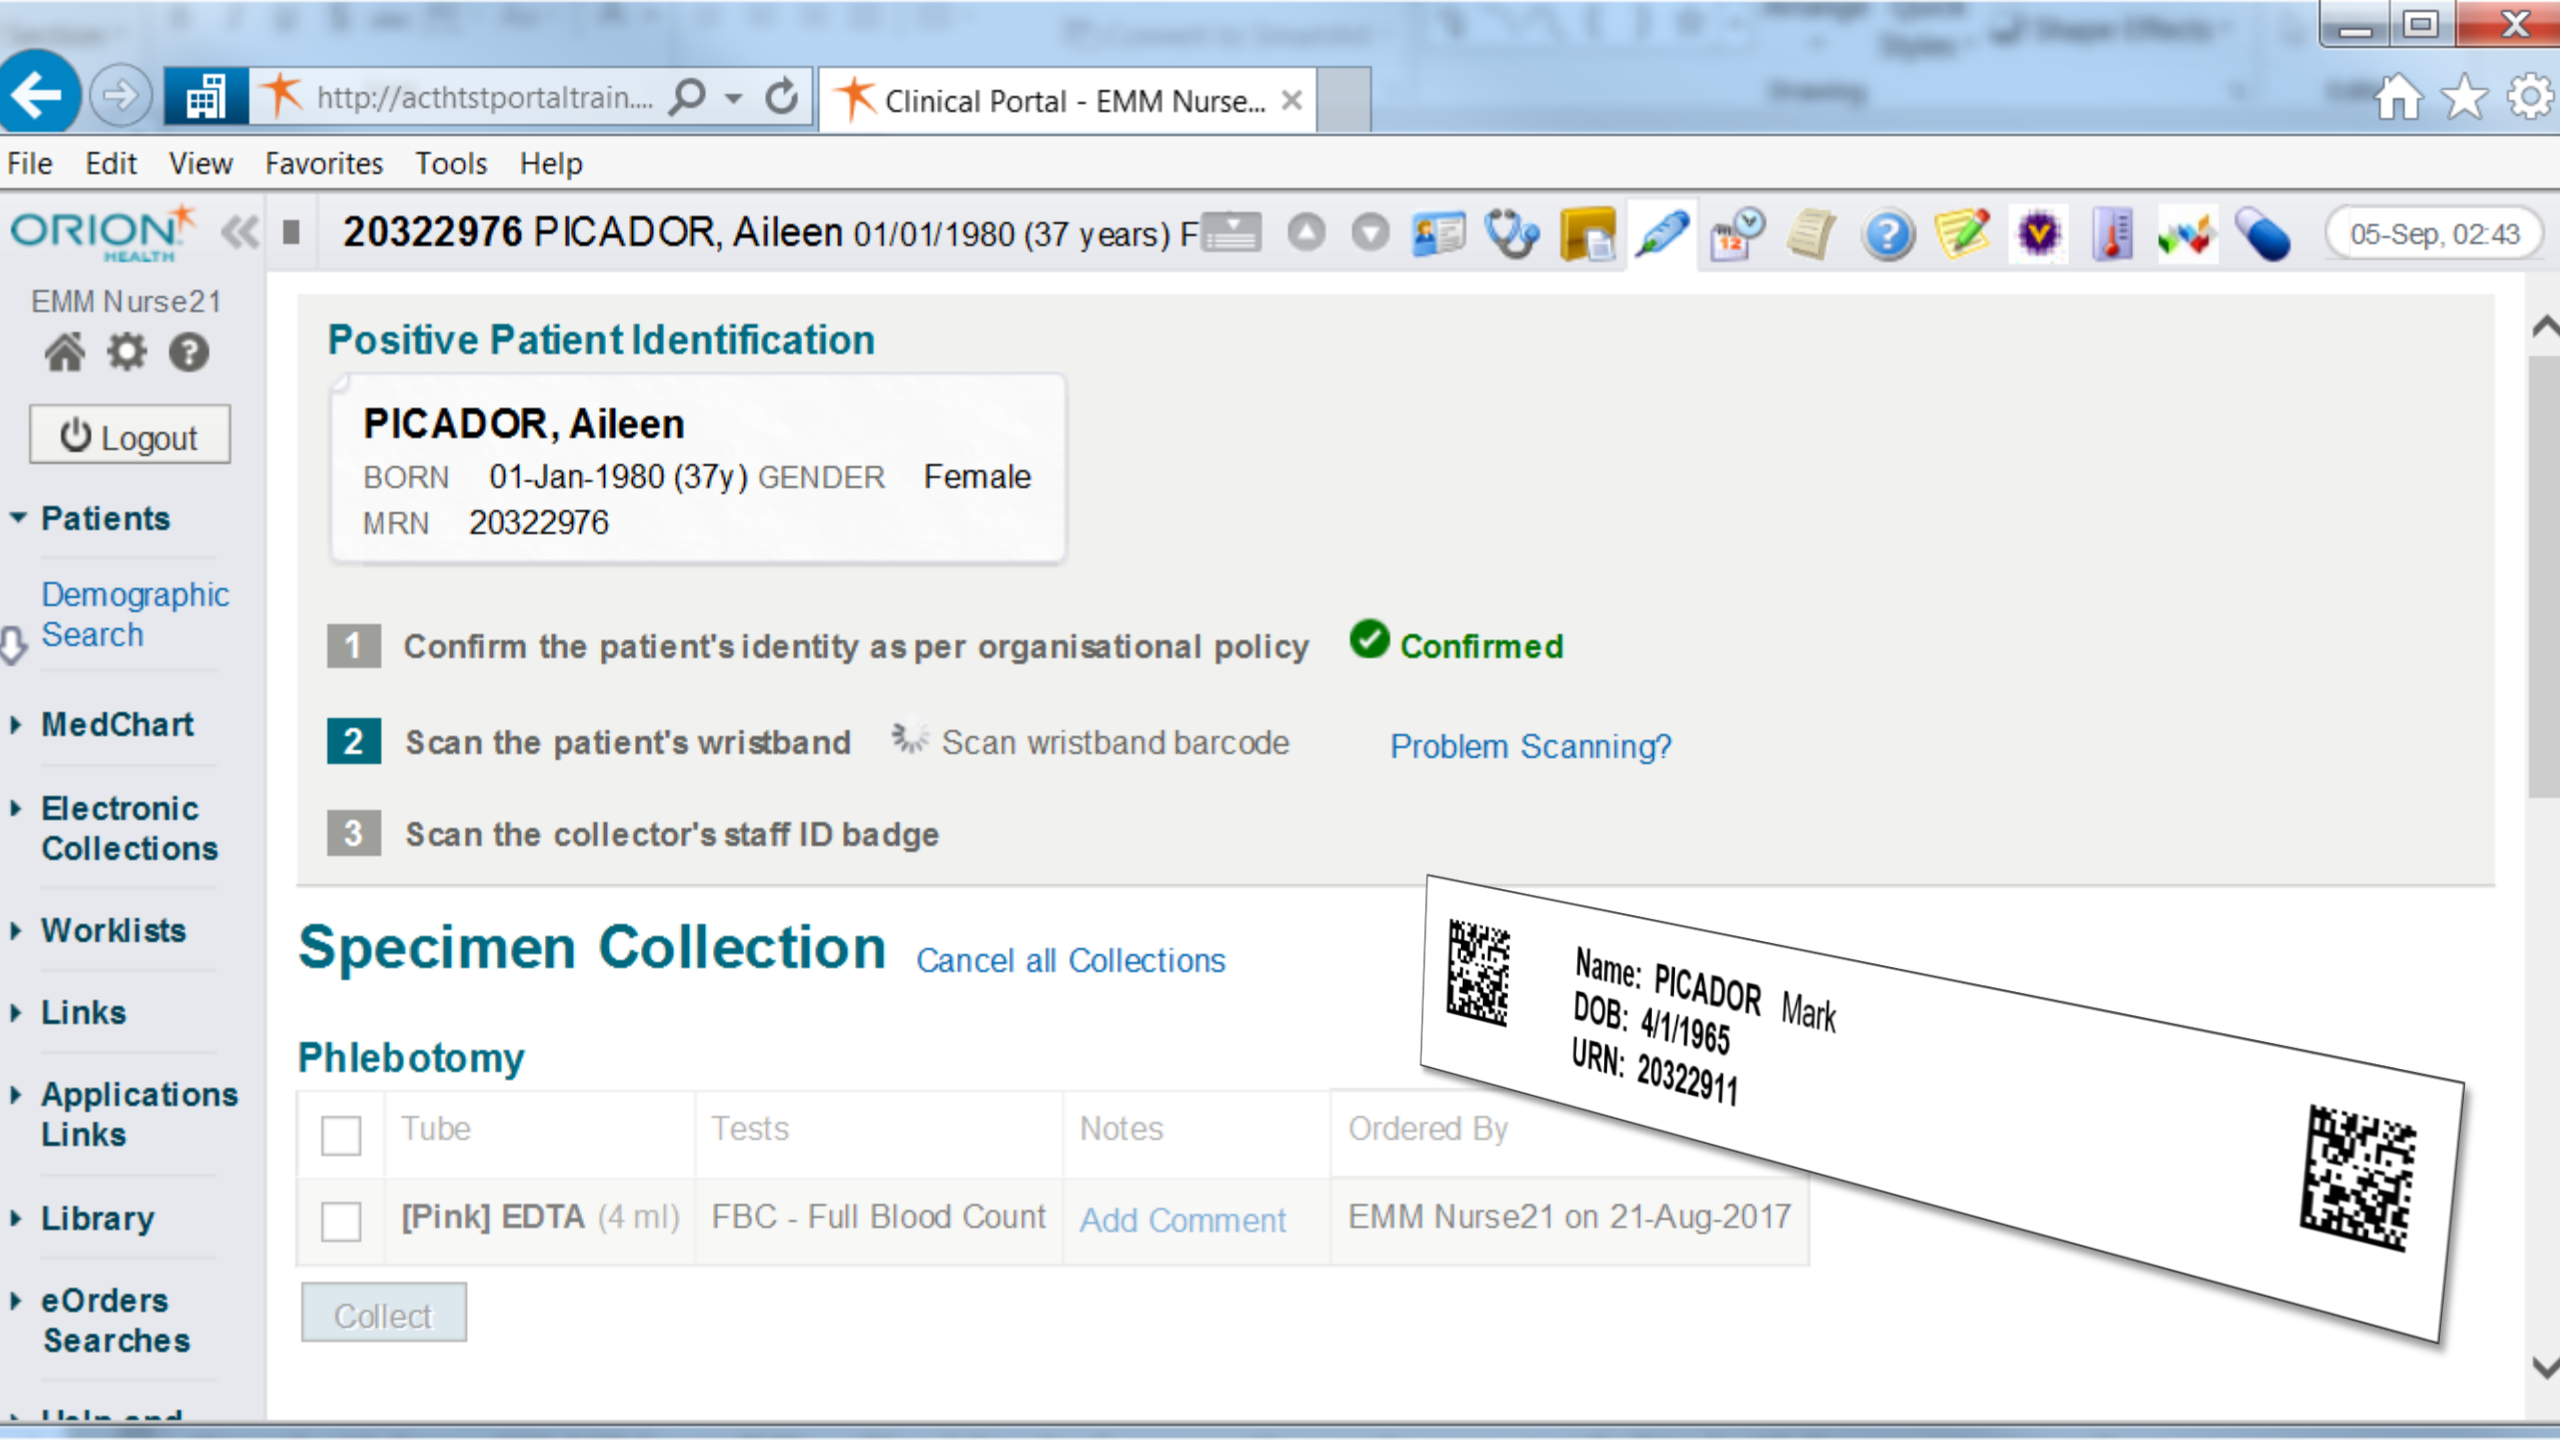 http://acthtstportaltrain....
Clinical Portal - EMM Nurse...
File Edit View Favorites Tools Help
ORION HEALTH
20322976 PICADOR, Aileen 01/01/1980 (37 years) F
12
05-Sep, 02:43
EMM Nurse21
Logout
Patients
Demographic
Search
MedChart
Electronic
Collections
Worklists
Links
Applications
Links
Library
eOrders
Searches
Help and
Positive Patient Identification
PICADOR, Aileen
BORN 01-Jan-1980 (37y) GENDER Female
MRN 20322976
1 Confirm the patient's identity as per organisational policy Confirmed
2 Scan the patient's wristband Scan wristband barcode Problem Scanning?
3 Scan the collector's staff ID badge
Specimen Collection Cancel all Collections
Phlebotomy
Tube Tests Notes Ordered By
[Pink] EDTA (4 ml) FBC - Full Blood Count Add Comment EMM Nurse21 on 21-Aug-2017
Collect
Name: PICADOR Mark
DOB: 4/1/1965
URN: 20322911